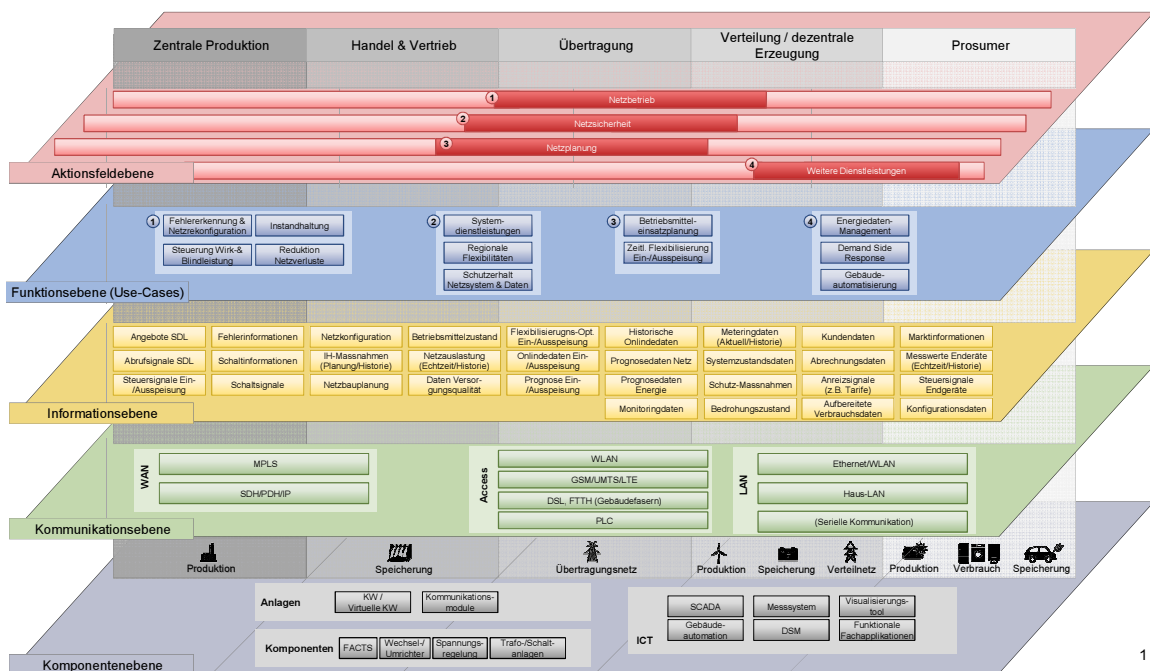 1
Zentrale Produktion
Handel & Vertrieb
Übertragung
Verteilung / dezentrale
Erzeugung
Prosumer
1
Netzbetrieb
2
Netzsicherheit
3
Netzplanung
4
Weitere Dienstleistungen
Aktionsfeldebene
1
Fehlererkennung &
Netzrekonfiguration
Instandhaltung
Steuerung Wirk-&
Blindleistung
Reduktion
Netzverluste
2
System-
dienstleistungen
Regionale
Flexibilitäten
Schutzerhalt
Netzsystem & Daten
3
Betriebsmittel-
einsatzplanung
Zeitl. Flexibilisierung
Ein-/Ausspeisung
4
Energiedaten-
Management
Demand Side
Response
Gebäude-
automatisierung
Funktionsebene (Use-Cases)
Angebote SDL
Fehlerinformationen
Netzkonfiguration
Betriebsmittelzustand
Flexibilisierugns-Opt.
Ein-/Ausspeisung
Historische
Onlinedaten
Meteringdaten
(Aktuell/Historie)
Kundendaten
Marktinformationen
Abrufsignale SDL
Schaltinformationen
IH-Massnahmen
(Planung/Historie)
Netzauslastung
(Echtzeit/Historie)
Onlinedaten Ein-
/Ausspeisung
Prognosedaten Netz
Systemzustandsdaten
Abrechnungsdaten
Messwerte Enderäte
(Echtzeit/Historie)
Steuersignale Ein-
/Ausspeisung
Schaltsignale
Netzbauplanung
Daten Versor-
gungsqualität
Prognose Ein-
/Ausspeisung
Prognosedaten
Energie
Schutz-Massnahmen
Anreizsignale
(z.B. Tarife)
Steuersignale
Endgeräte
Monitoringdaten
Bedrohungszustand
Aufbereitete
Verbrauchsdaten
Konfigurationsdaten
Informationsebene
WAN
MPLS
SDH/PDH/IP
Access
WLAN
GSM/UMTS/LTE
DSL, FTTH (Gebäudefasern)
PLC
LAN
Ethernet/WLAN
Haus-LAN
(Serielle Kommunikation)
Kommunikationsebene
Produktion
Speicherung
Übertragungsnetz
Produktion
Speicherung
Verteilnetz
Produktion
Verbrauch
Speicherung
Anlagen
KW /
Virtuelle KW
Kommunikations-
module
Komponenten
FACTS
Wechsel-/
Umrichter
Spannungs-
regelung
Trafo-/Schalt-
anlagen
ICT
SCADA
Messsystem
Visualisierungs-
tool
Gebäude-
automation
DSM
Funktionale
Fachapplikationen
Komponentenebene